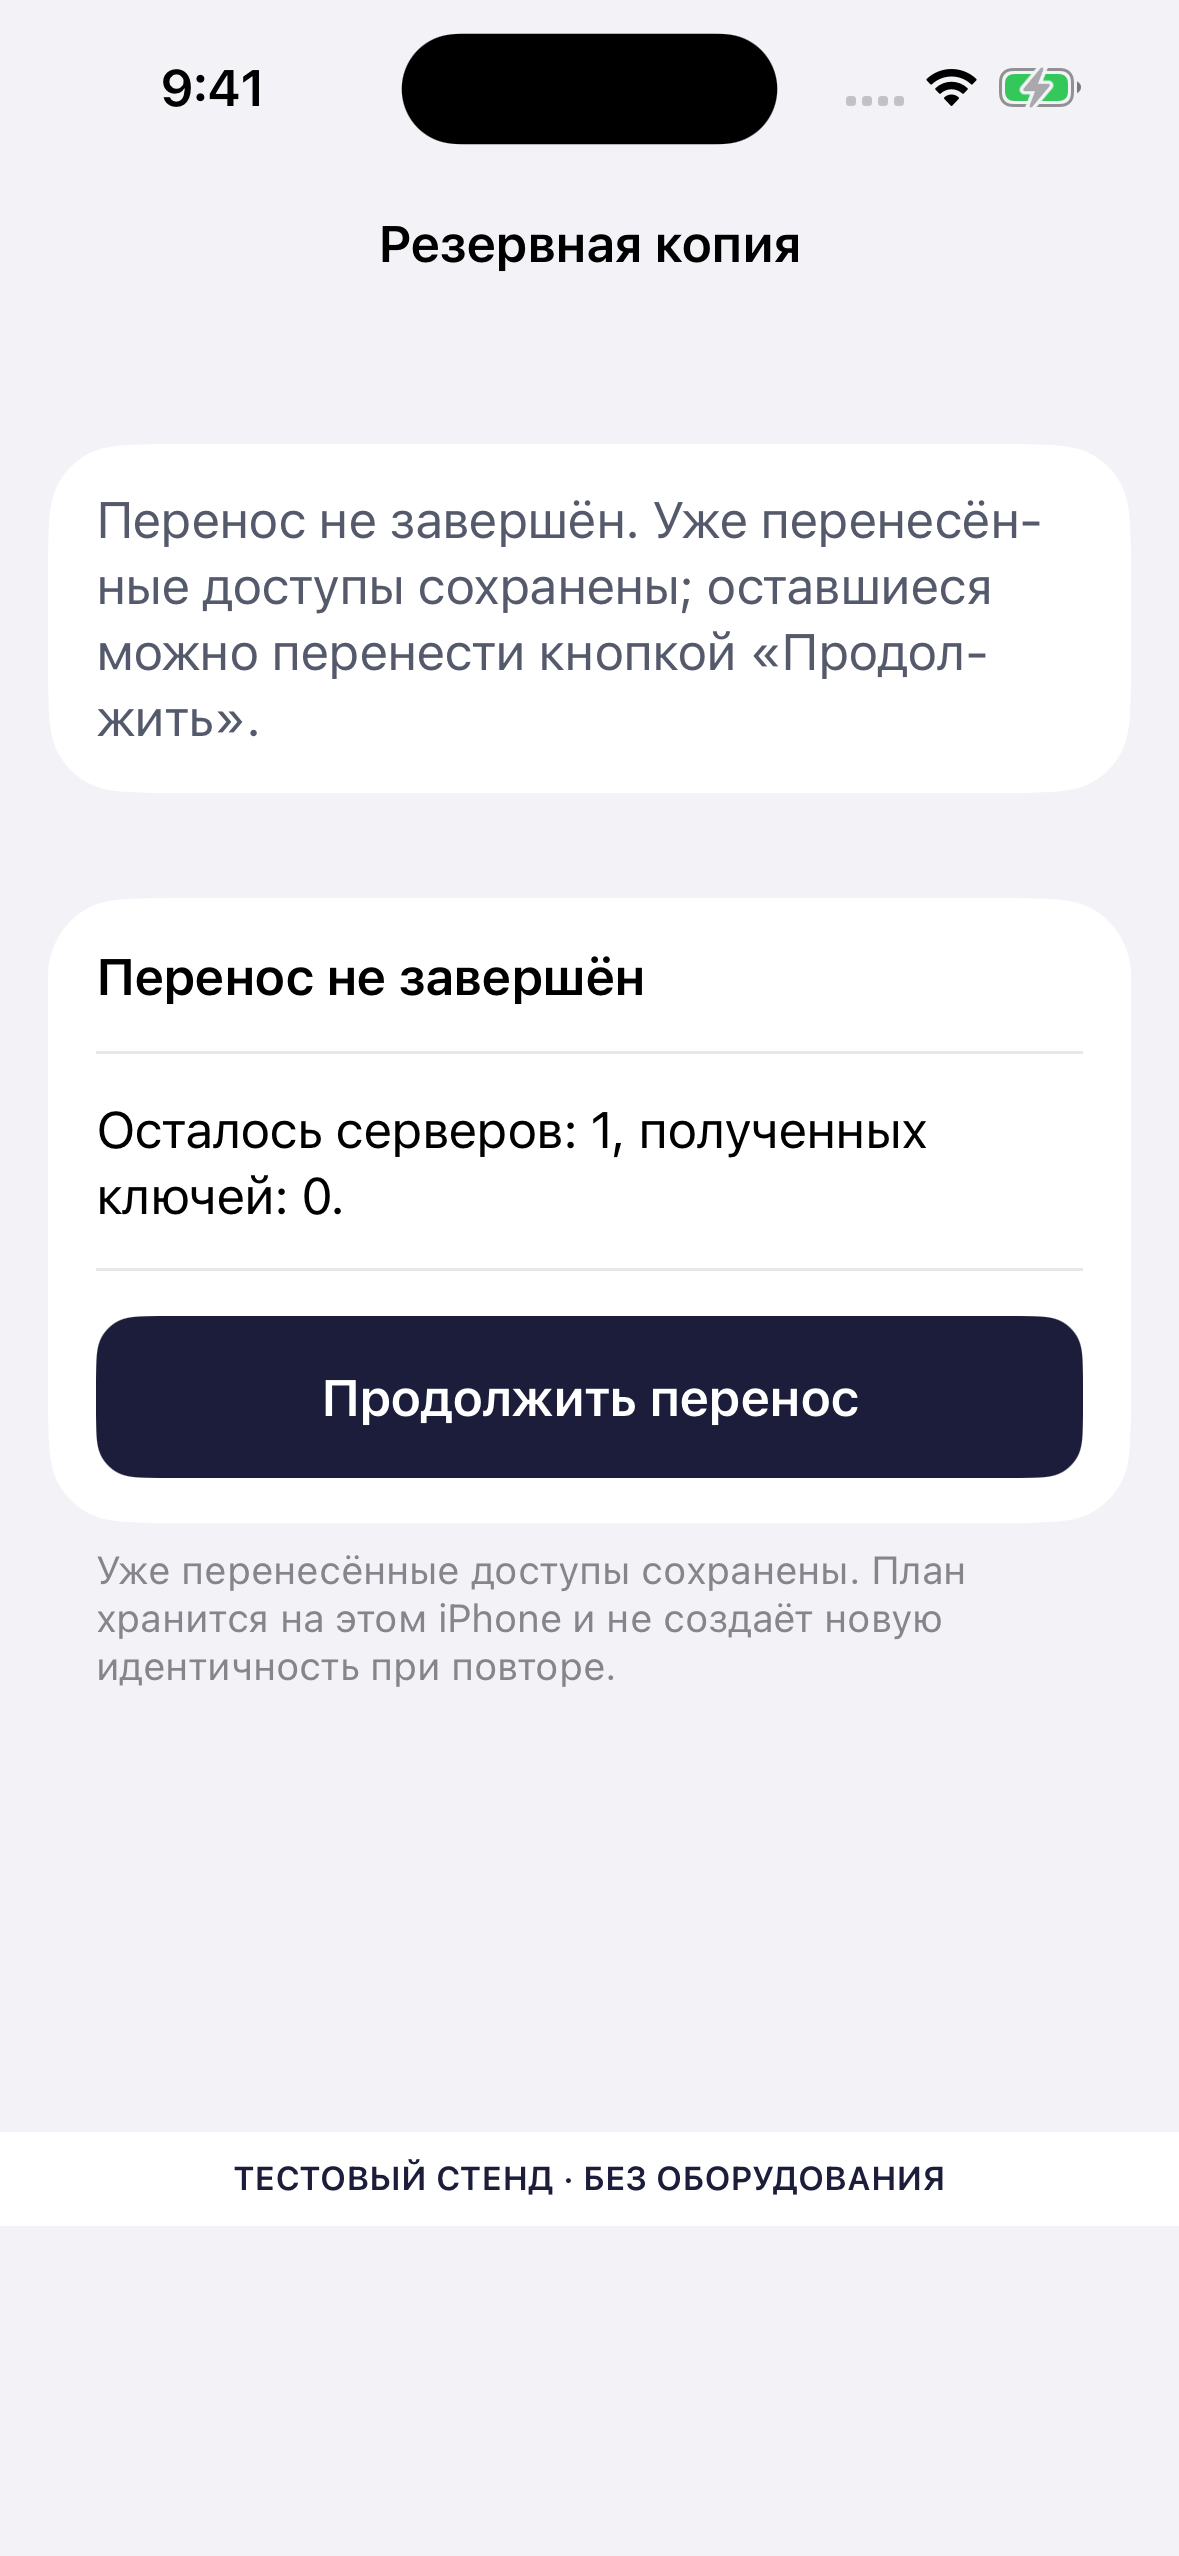 9:41
Резервная копия
Перенос не завершён. Уже перенесён-
ные доступы сохранены; оставшиеся
можно перенести кнопкой «Продол-
жить».
Перенос не завершён
Осталось серверов: 1, полученных
ключей: 0.
Продолжить перенос
Уже перенесённые доступы сохранены. План
хранится на этом iPhone и не создаёт новую
идентичность при повторе.
ТЕСТОВЫЙ СТЕНД · БЕЗ ОБОРУДОВАНИЯ